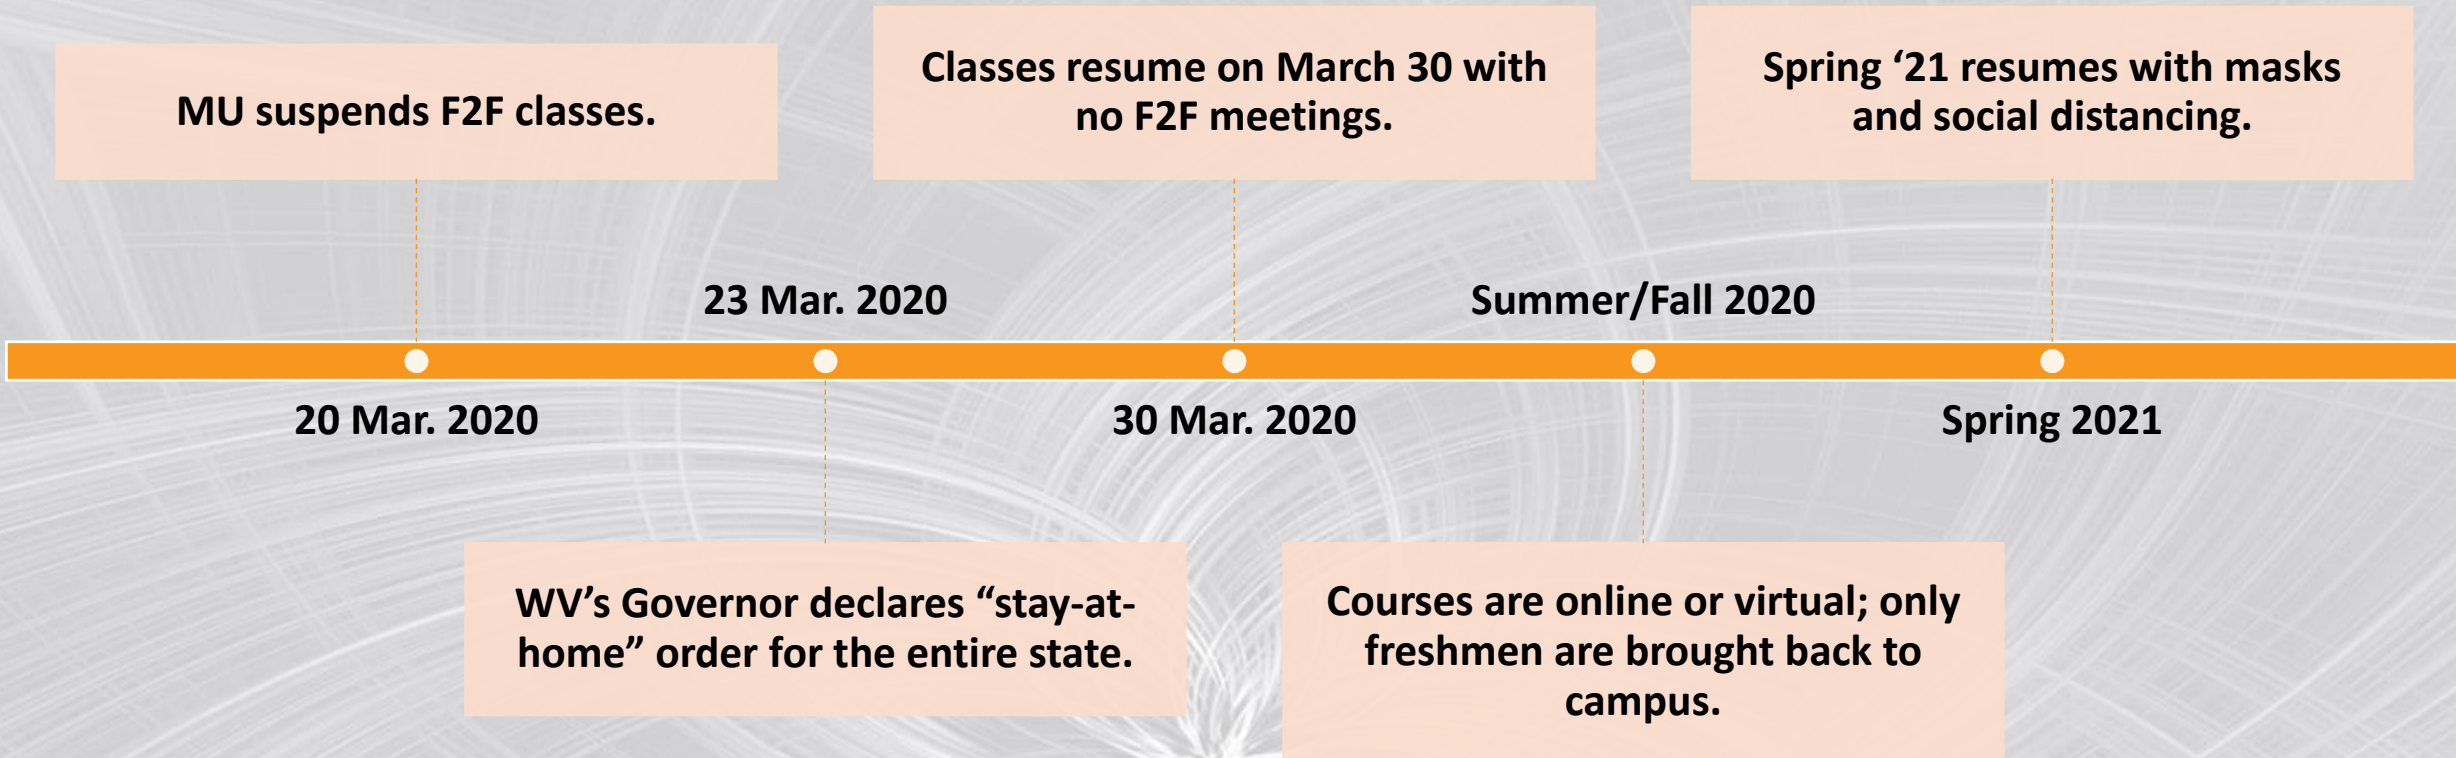 MU suspends F2F classes.
20 Mar. 2020
23 Mar. 2020
WV’s Governor declares “stay-at-
home” order for the entire state.
Classes resume on March 30 with
no F2F meetings.
30 Mar. 2020
Summer/Fall 2020
Courses are online or virtual; only
freshmen are brought back to
campus.
Spring ‘21 resumes with masks
and social distancing.
Spring 2021